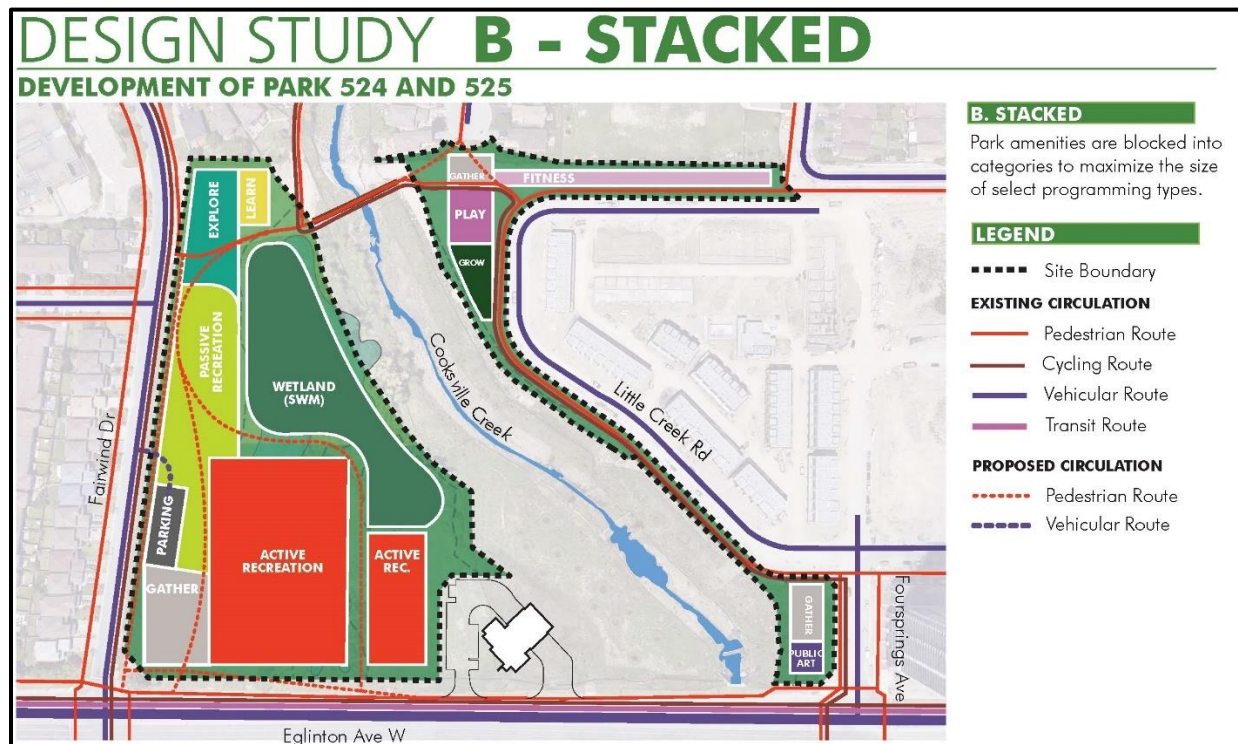 DESIGN STUDY B - STACKED
DEVELOPMENT OF PARK 524 AND 525
B. STACKED
Park amenities are blocked into
categories to maximize the size
of select programming types.
LEGEND
Site Boundary
EXISTING CIRCULATION
Pedestrian Route
Cycling Route
Vehicular Route
Transit Route
PROPOSED CIRCULATION
Pedestrian Route
Vehicular Route
EXPLORE
LEARN
GATHER
FITNESS
PLAY
GROW
PASSIVE
RECREATION
WETLAND
(SWM)
Cooksville Creek
Little Creek Rd
Fairwind Dr
PARKING
GATHER
ACTIVE
RECREATION
ACTIVE
REC.
GATHER
PUBLIC
ART
Foursprings Ave
Eglinton Ave W